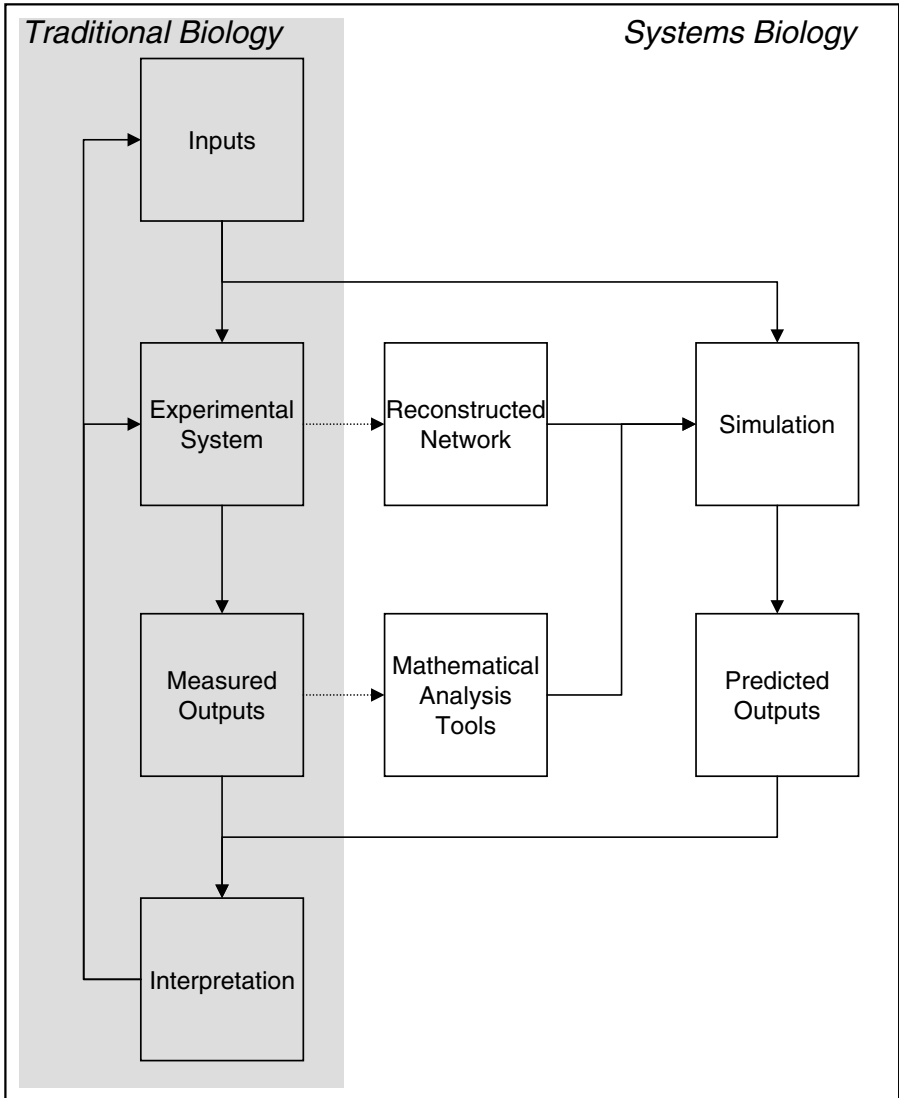 Traditional Biology
Systems Biology
Inputs
Experimental
System
Reconstructed
Network
Simulation
Measured
Outputs
Mathematical
Analysis
Tools
Predicted
Outputs
Interpretation